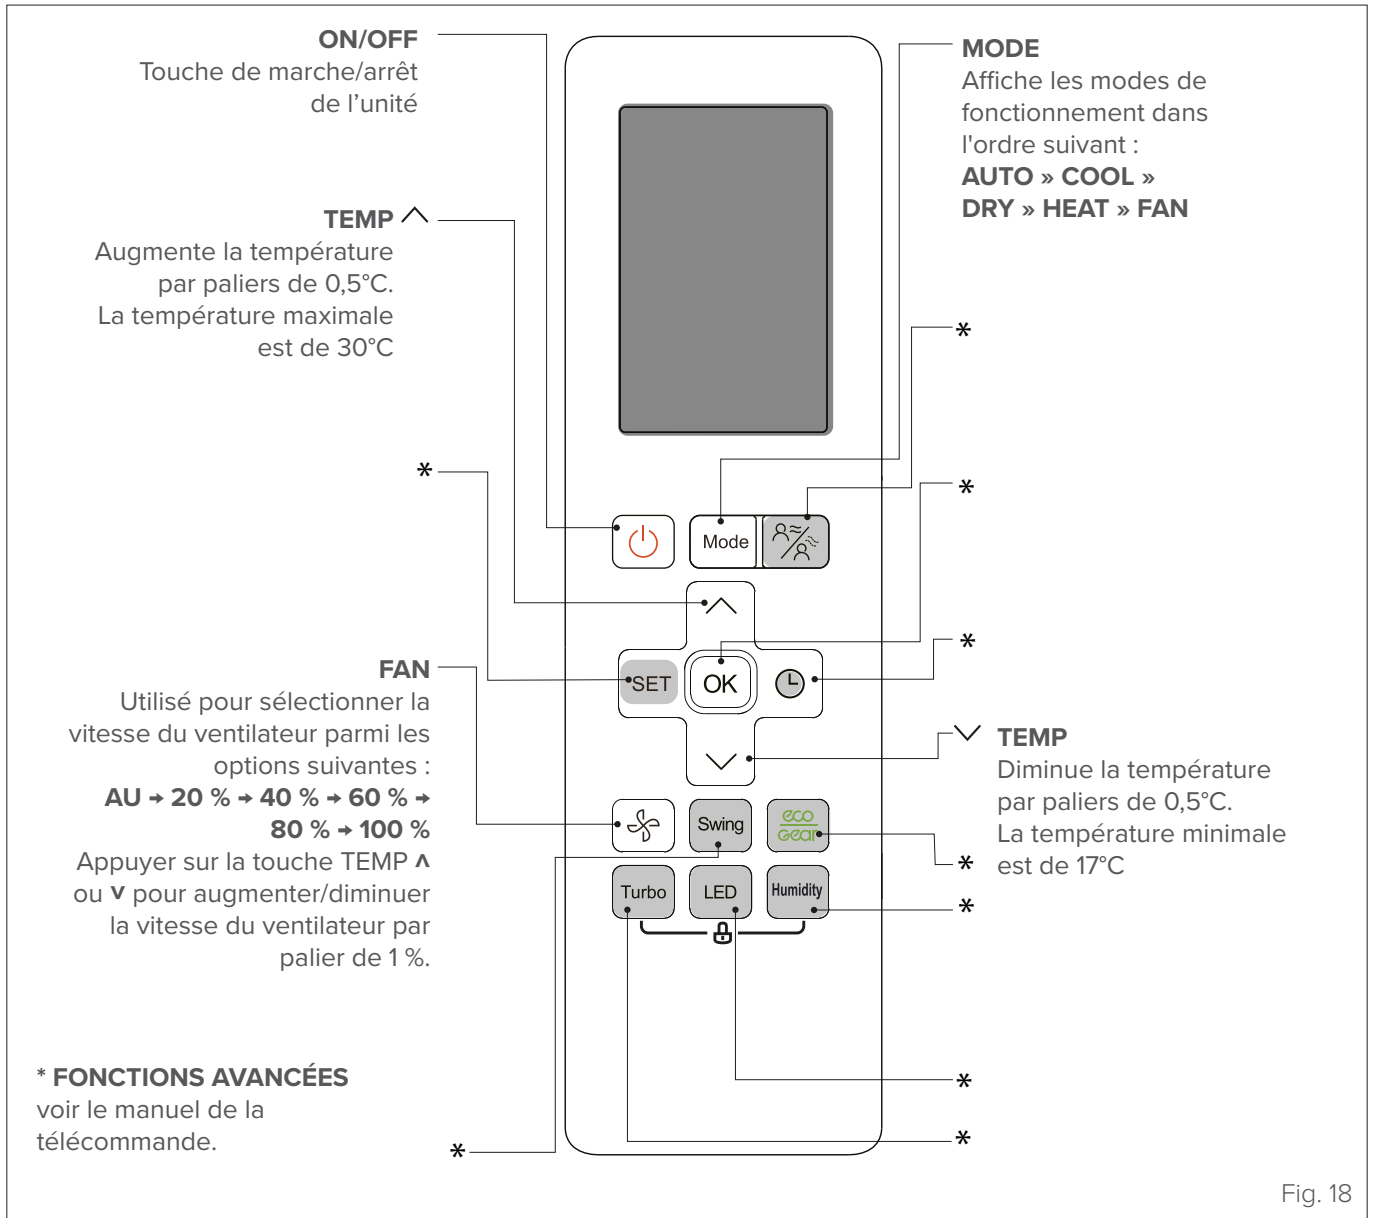 ON/OFF
Touche de marche/arrêt
de l’unité
TEMP ^
Augmente la température
par paliers de 0,5°C.
La température maximale
est de 30°C
*
FAN
Utilisé pour sélectionner la
vitesse du ventilateur parmi les
options suivantes :
AU → 20 % → 40 % → 60 % →
80 % → 100 %
Appuyer sur la touche TEMP ʌ
ou v pour augmenter/diminuer
la vitesse du ventilateur par
palier de 1 %.
* FONCTIONS AVANCÉES
voir le manuel de la
télécommande.
*
Mode
SET
OK
Swing
eco
Gear
Turbo
LED
Humidity
MODE
Affiche les modes de
fonctionnement dans
l'ordre suivant :
AUTO » COOL »
DRY » HEAT » FAN
*
*
*
TEMP
Diminue la température
par paliers de 0,5°C.
La température minimale
est de 17°C
*
*
*
*
Fig. 18